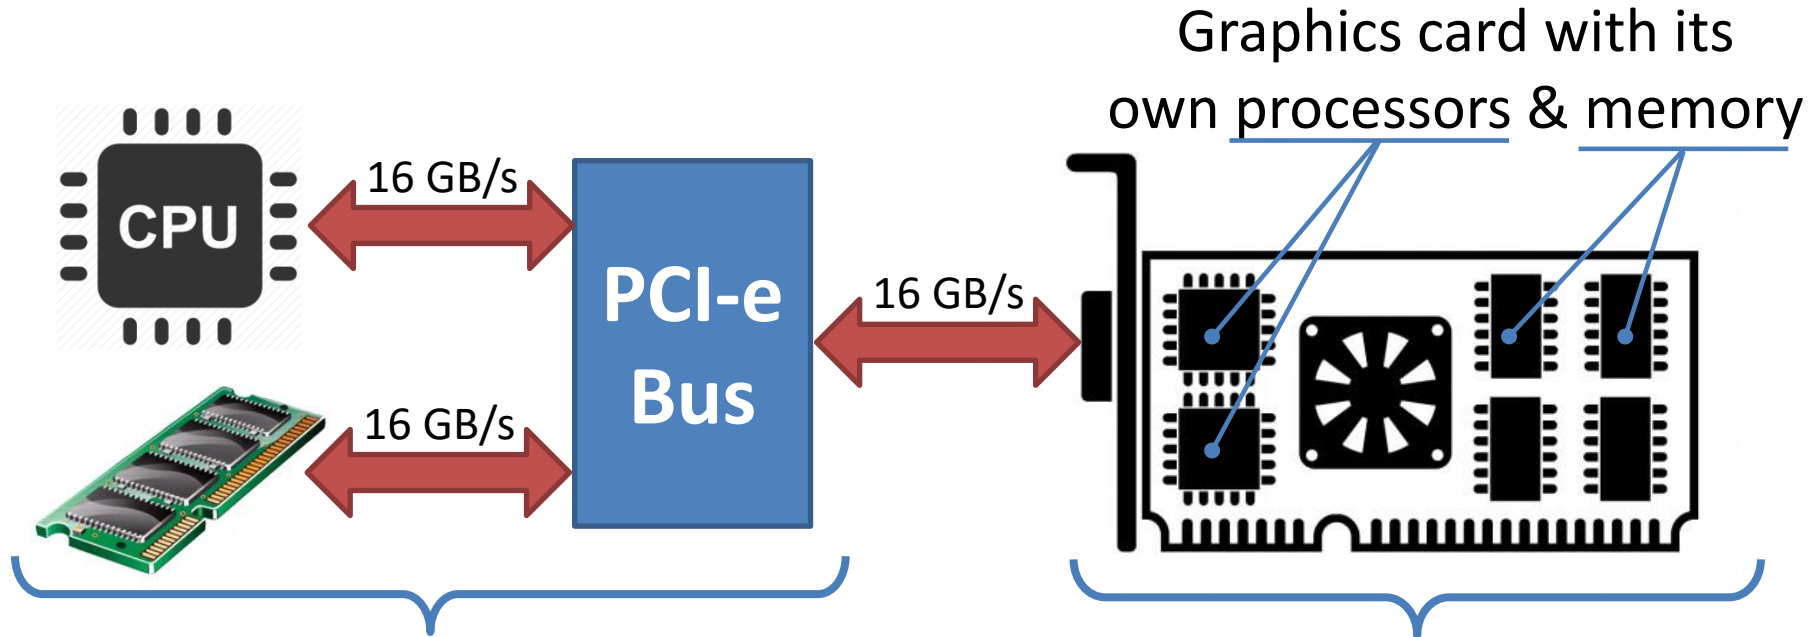 Graphics card with its
own processors & memory
16 GB/s
CPU
PCI-e
Bus
16 GB/s
16 GB/s